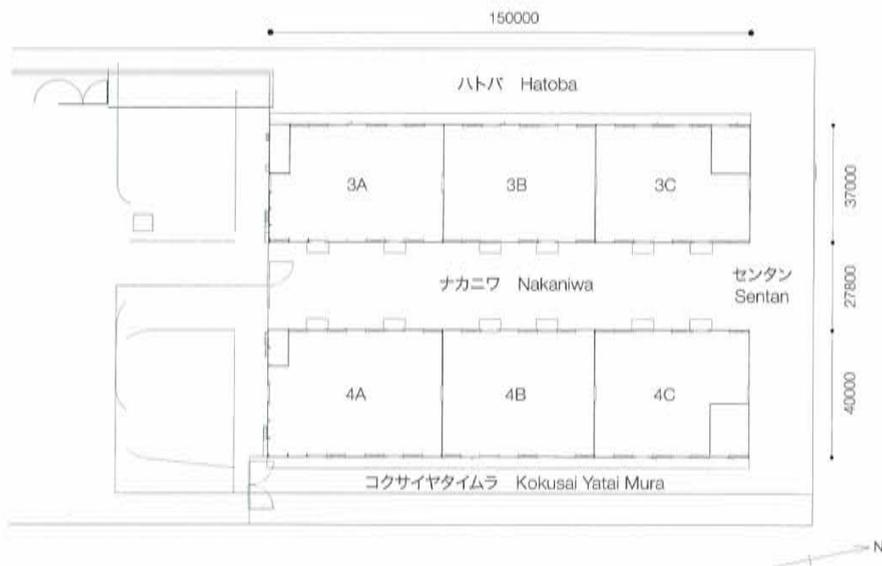 150000
ハトバ Hatoba
3A 3B 3C
37000
ナカニワ Nakaniwa
センタン
Sentan
27800
4A 4B 4C
40000
コクサイヤタイムラ Kokusai Yatai Mura
N